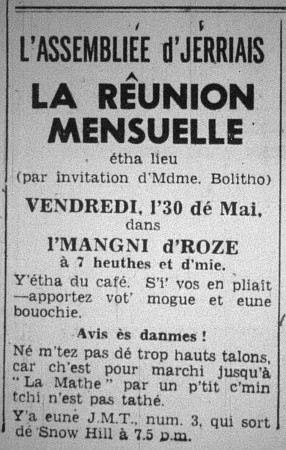 L'ASSEMBLIÉE d'JERRIAIS
LA RÊUNION
MENSUELLE
étha lieu
(par invitation d'Mdme. Bolitho)
VENDREDI, l'30 dé Mai,
dans
l'MANGNI d'ROZE
à 7 heuthes et d'mie.
Y'étha du café. S'i' vos en pliaît
—apportez vot' mogue et eune
bouochie.
Avis ès danmes !
Né m'tez pas dé trop hauts talons,
car ch'est pour marchi jusqu'à
"La Mathe" par un p'tit c'min
tchi n'est pas tathé.
Y'a eune J.M.T., num. 3, qui sort
dé Snow Hill à 7.5 p.m.